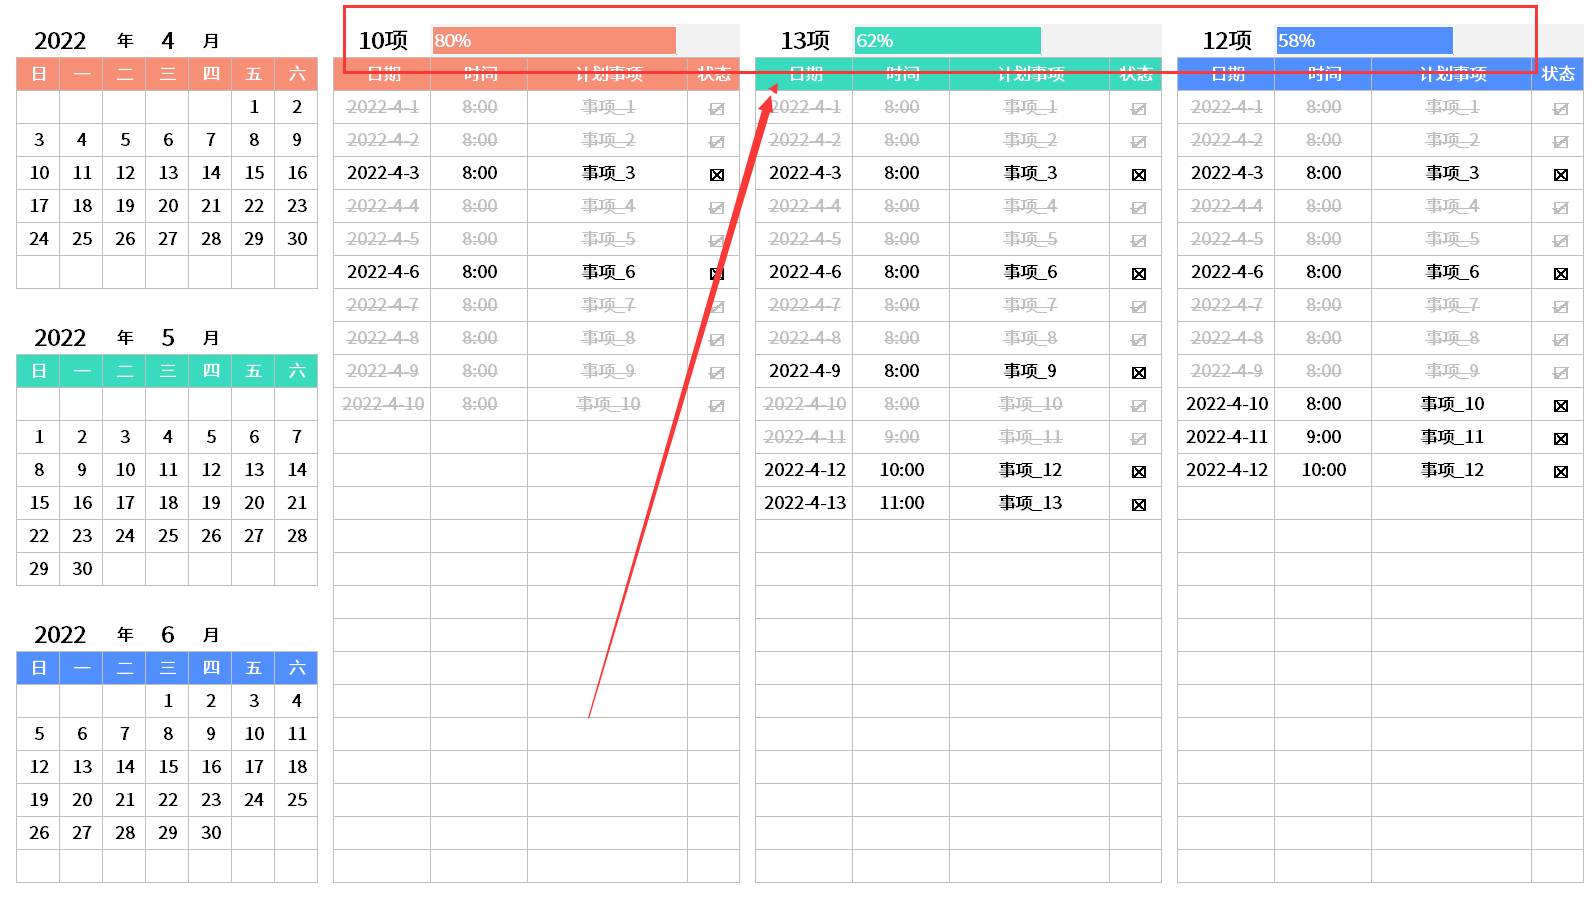 2022 年 4 月
日 一 二 三 四 五 六
1 2
3 4 5 6 7 8 9
10 11 12 13 14 15 16
17 18 19 20 21 22 23
24 25 26 27 28 29 30
2022 年 5 月
日 一 二 三 四 五 六
1 2 3 4 5 6 7
8 9 10 11 12 13 14
15 16 17 18 19 20 21
22 23 24 25 26 27 28
29 30
2022 年 6 月
日 一 二 三 四 五 六
1 2 3 4
5 6 7 8 9 10 11
12 13 14 15 16 17 18
19 20 21 22 23 24 25
26 27 28 29 30
10项 80%
日期 时间 计划事项 状态
2022-4-1 8:00 事项_1
2022-4-2 8:00 事项_2
2022-4-3 8:00 事项_3
2022-4-4 8:00 事项_4
2022-4-5 8:00 事项_5
2022-4-6 8:00 事项_6
2022-4-7 8:00 事项_7
2022-4-8 8:00 事项_8
2022-4-9 8:00 事项_9
2022-4-10 8:00 事项_10
13项 62%
日期 时间 计划事项 状态
2022-4-1 8:00 事项_1
2022-4-2 8:00 事项_2
2022-4-3 8:00 事项_3
2022-4-4 8:00 事项_4
2022-4-5 8:00 事项_5
2022-4-6 8:00 事项_6
2022-4-7 8:00 事项_7
2022-4-8 8:00 事项_8
2022-4-9 8:00 事项_9
2022-4-10 8:00 事项_10
2022-4-11 9:00 事项_11
2022-4-12 10:00 事项_12
2022-4-13 11:00 事项_13
12项 58%
日期 时间 计划事项 状态
2022-4-1 8:00 事项_1
2022-4-2 8:00 事项_2
2022-4-3 8:00 事项_3
2022-4-4 8:00 事项_4
2022-4-5 8:00 事项_5
2022-4-6 8:00 事项_6
2022-4-7 8:00 事项_7
2022-4-8 8:00 事项_8
2022-4-9 8:00 事项_9
2022-4-10 8:00 事项_10
2022-4-11 9:00 事项_11
2022-4-12 10:00 事项_12